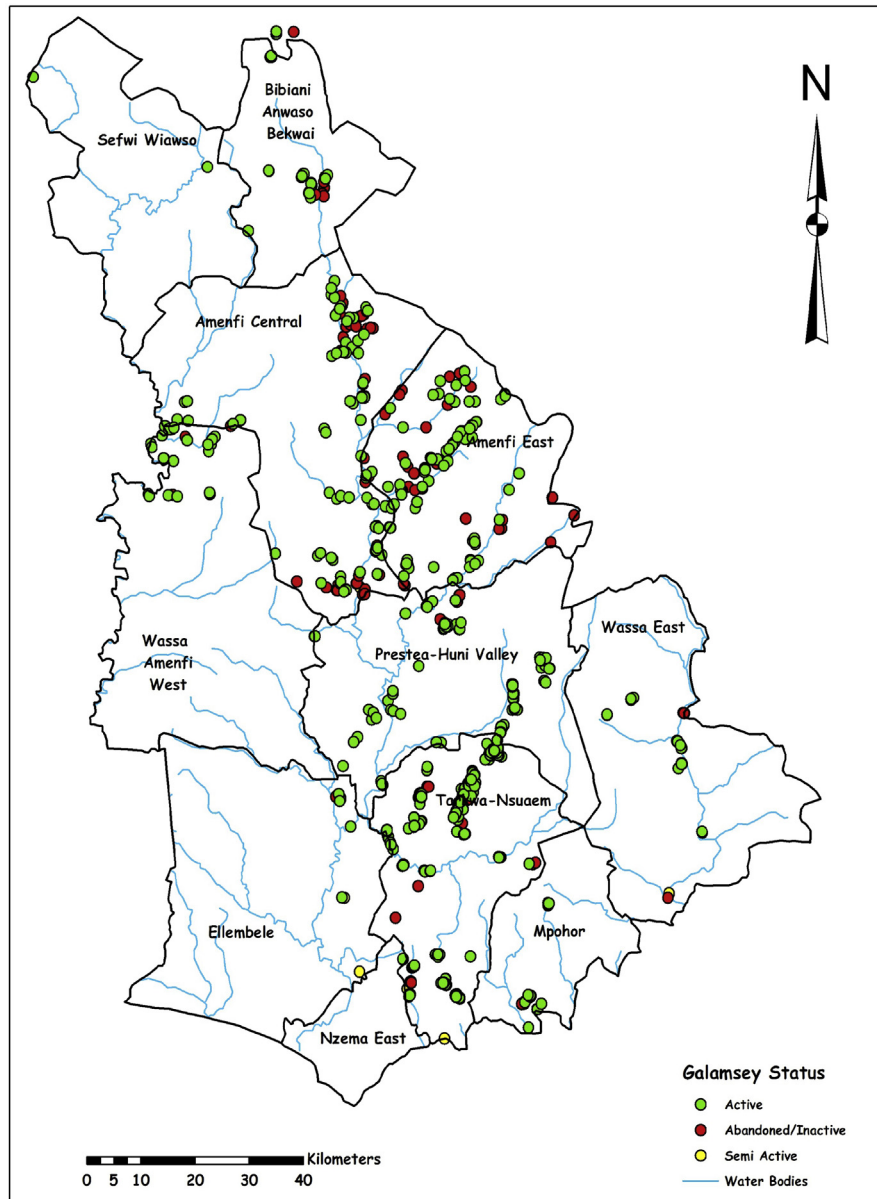 N
Bibiani
Anwaso
Bekwai
Sefwi Wiawso
Amenfi Central
Amenfi East
Wassa East
Wassa
Amenfi
West
Prestea-Huni Valley
Tarkwa-Nsuaem
Ellembele
Mpohor
Nzema East
Galamsey Status
Active
Abandoned/Inactive
Semi Active
Water Bodies
Kilometers
0 5 10 20 30 40